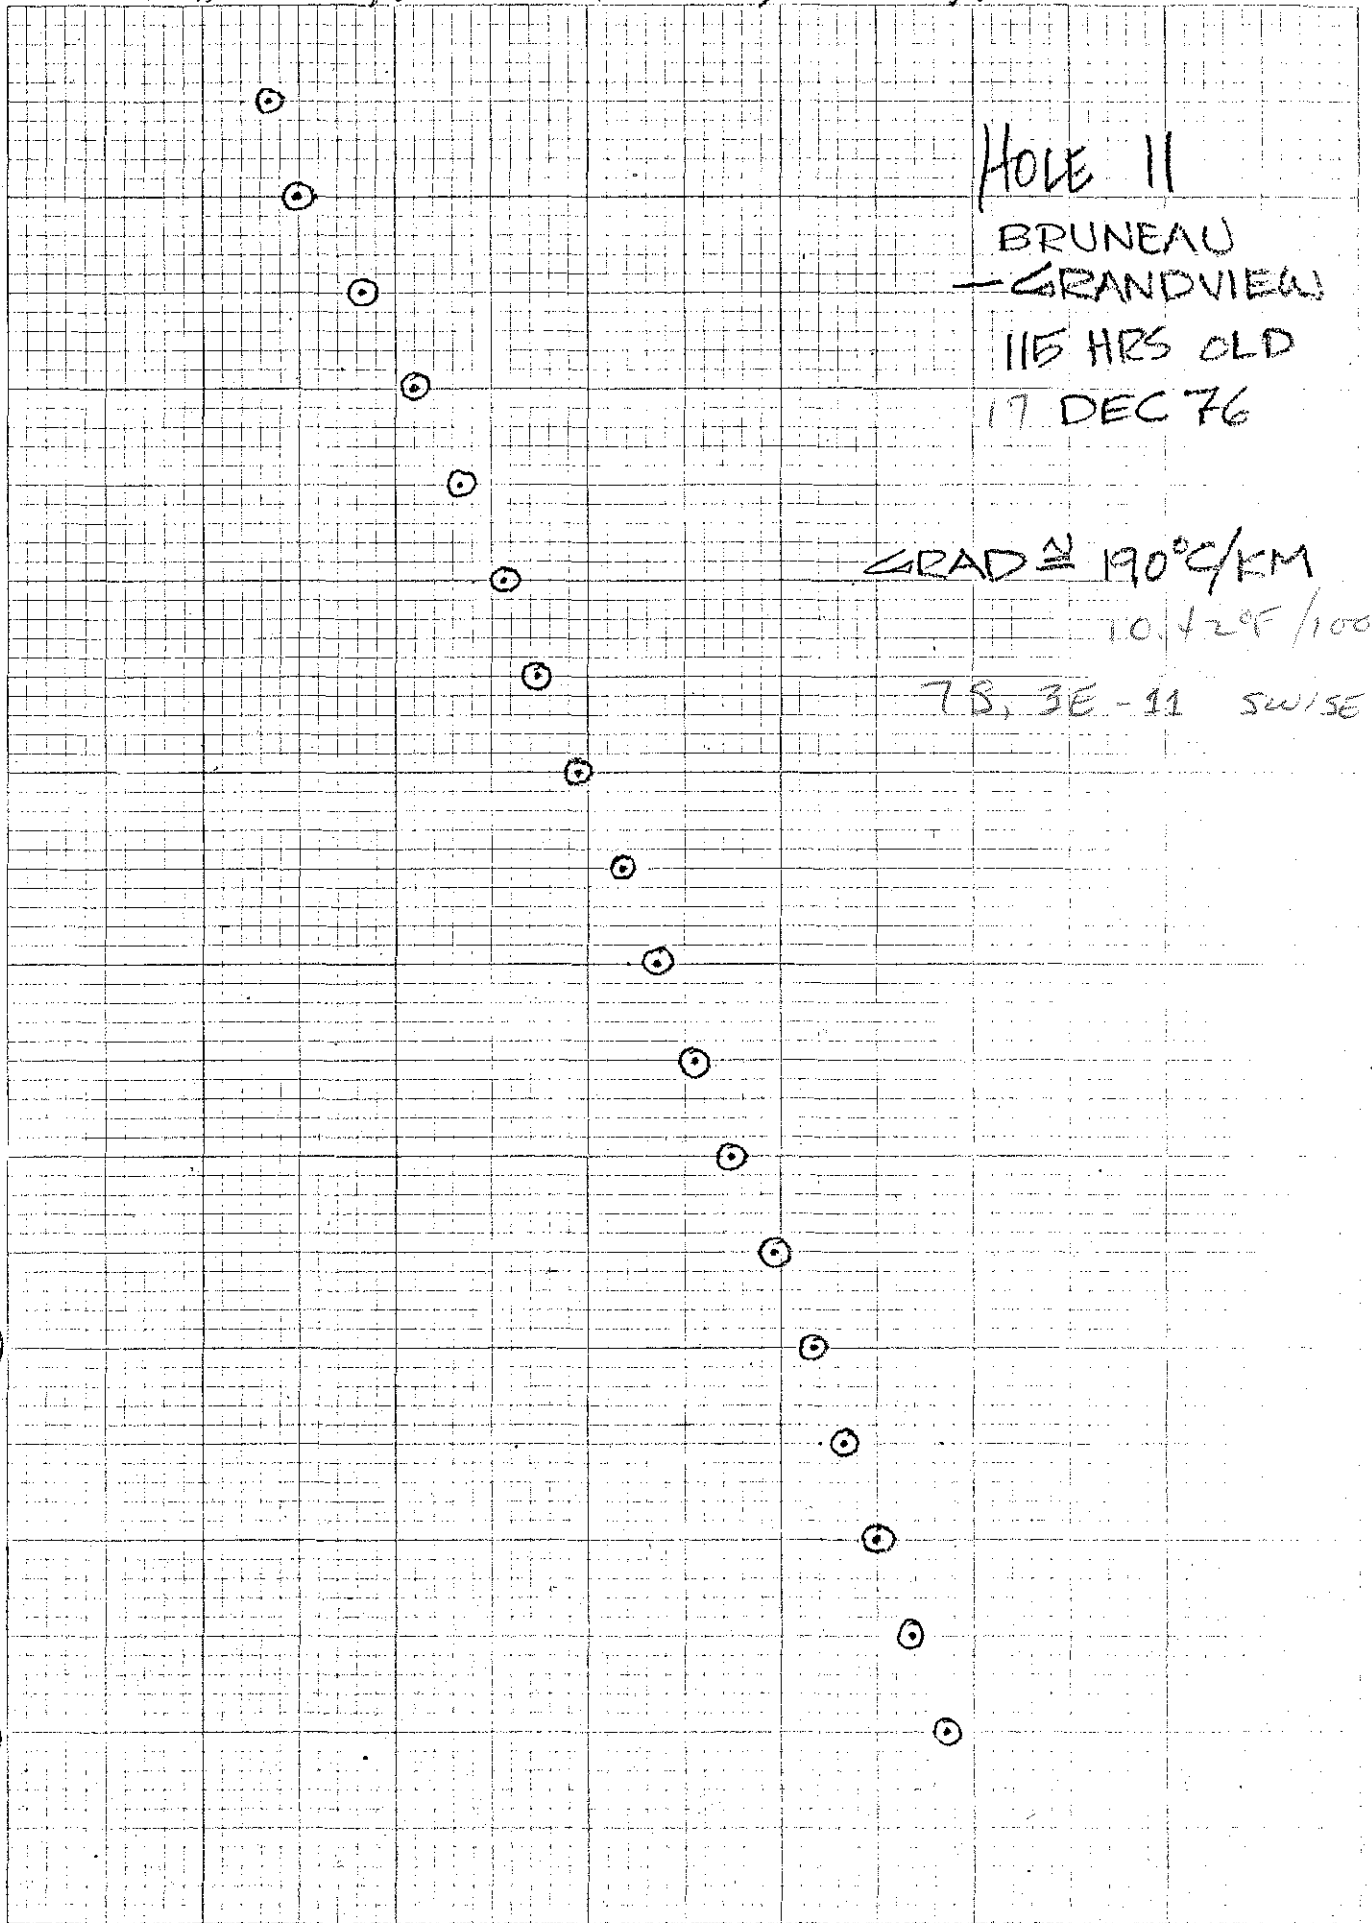 HOLE 11
BRUNEAU
- GRANDVIEW
115 HRS OLD
17 DEC 76
GRAD ≅ 190°C/KM
10.42°F/100
7S, 3E - 11 SW/SE